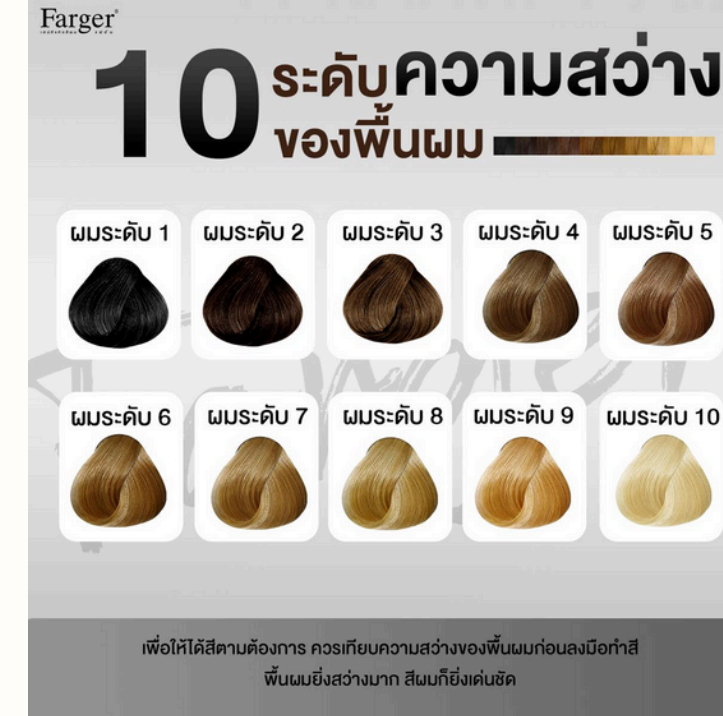 Farger
10 ระดับความสว่าง
ของพื้นผม
ผมระดับ 1
ผมระดับ 2
ผมระดับ 3
ผมระดับ 4
ผมระดับ 5
ผมระดับ 6
ผมระดับ 7
ผมระดับ 8
ผมระดับ 9
ผมระดับ 10
เพื่อให้ได้สีตามต้องการ ควรเทียบความสว่างของพื้นผมก่อนลงมือทำสี
พื้นผมยิ่งสว่างมาก สีผมก็ยิ่งเด่นชัด